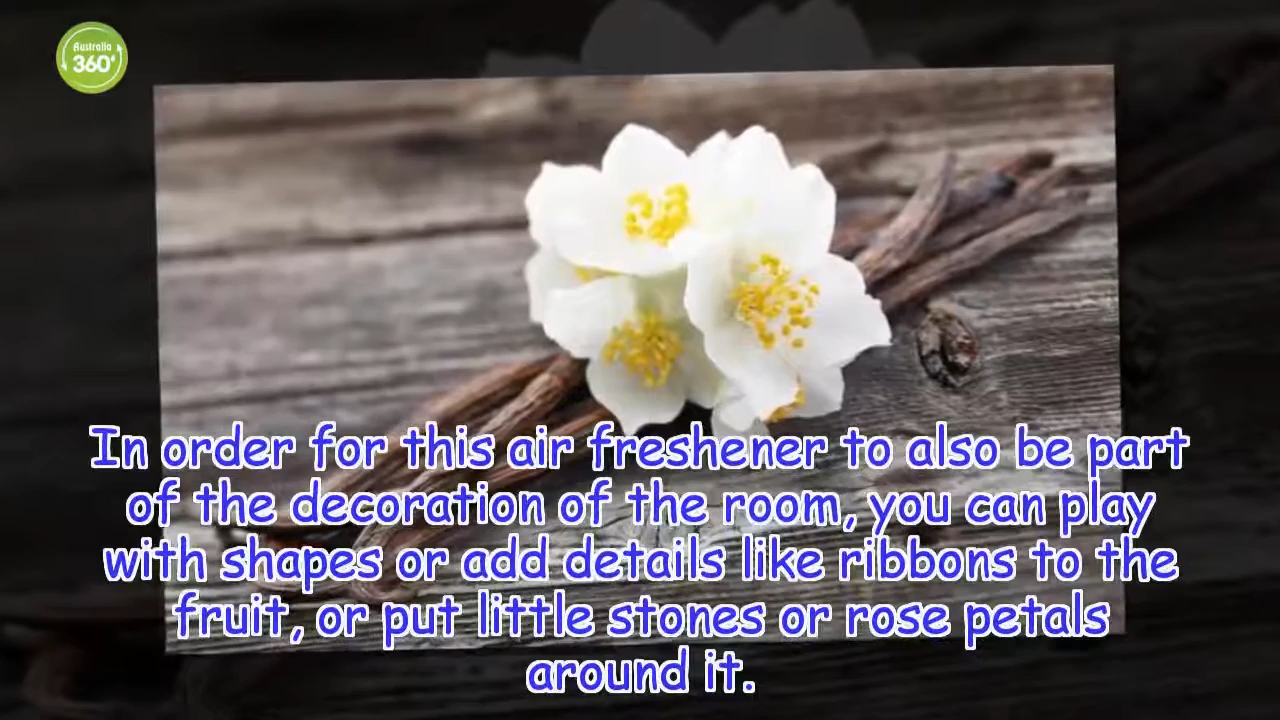 Australia
360°
In order for this air freshener to also be part
of the decoration of the room, you can play
with shapes or add details like ribbons to the
fruit, or put little stones or rose petals
around it.